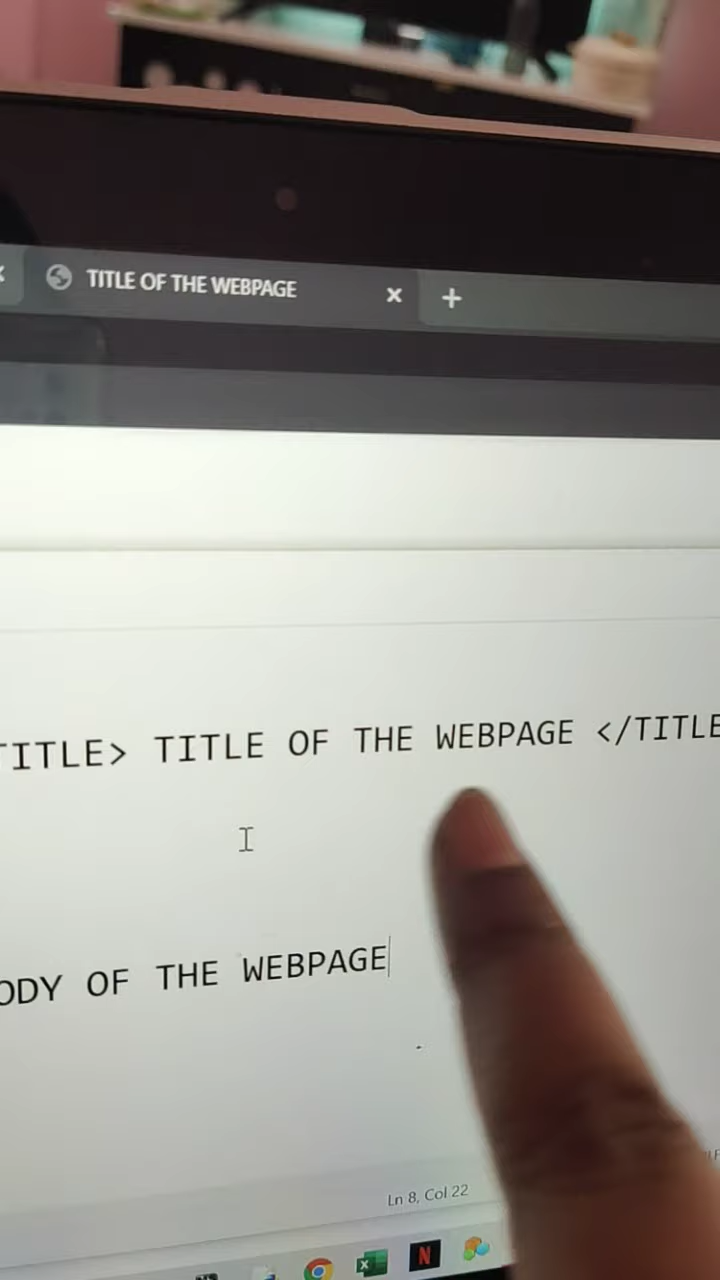 TITLE OF THE WEBPAGE
TITLE> TITLE OF THE WEBPAGE </TITLE
ODY OF THE WEBPAGE
Ln 8, Col 22
N